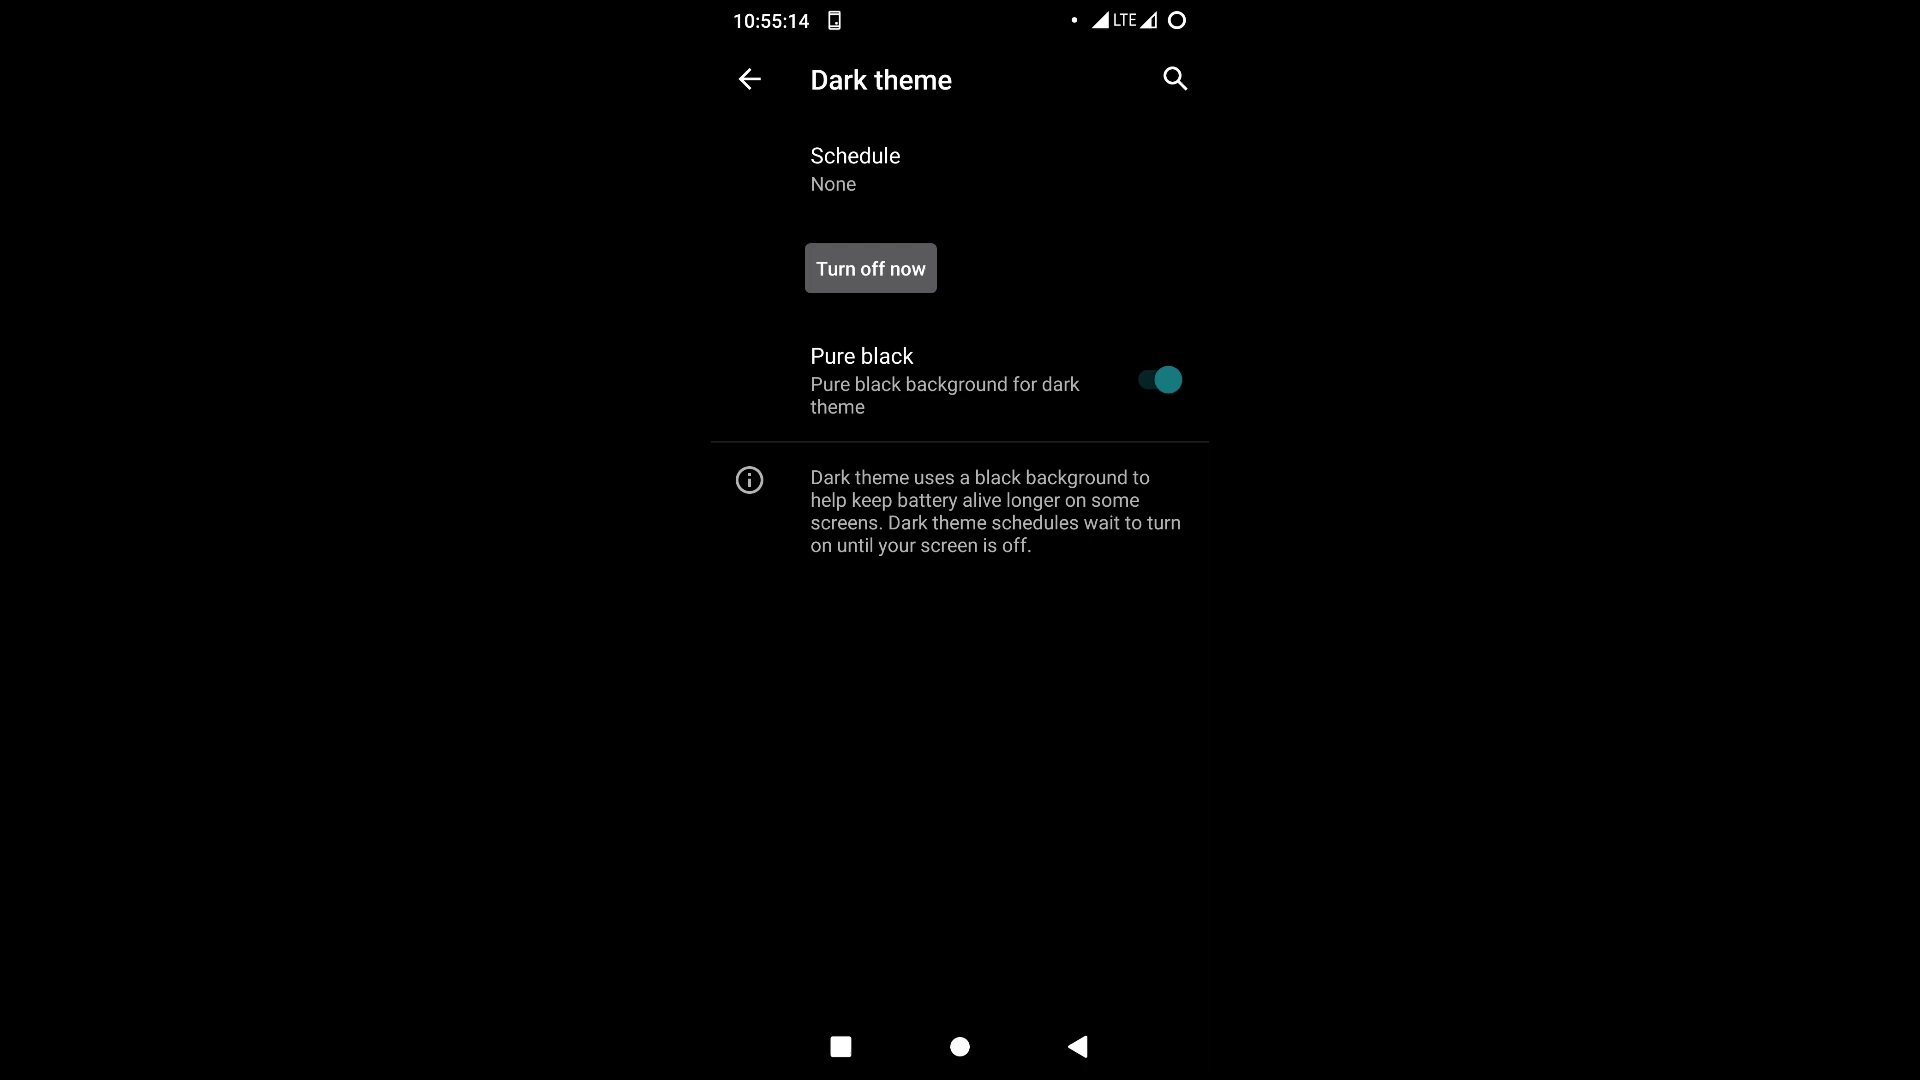 10:55:14
LTE
Dark theme
Schedule
None
Turn off now
Pure black
Pure black background for dark
theme
Dark theme uses a black background to
help keep battery alive longer on some
screens. Dark theme schedules wait to turn
on until your screen is off.